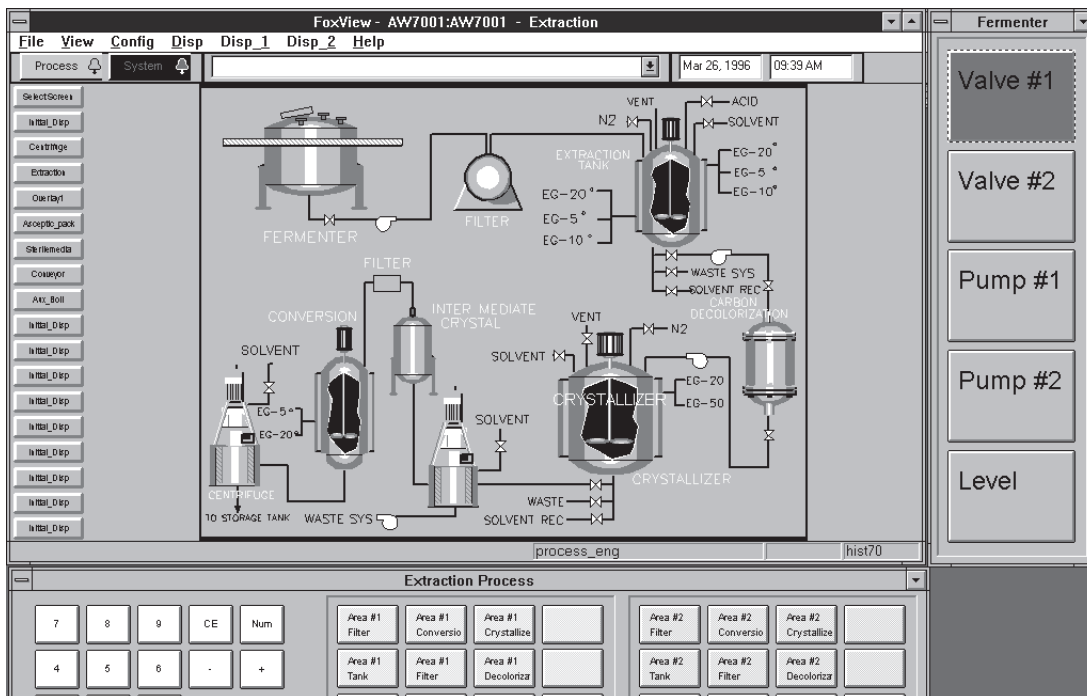 FoxView - AW7001:AW7001 - Extraction
File View Config Disp Disp_1 Disp_2 Help
Process System Mar 26, 1996 09:39 AM
SelectScreen
Initial_Disp
Centrifige
Extraction
Overlay1
Asceptic_pack
Sterilemedia
Conveyor
Aux_Boil
Initial_Disp
Initial_Disp
Initial_Disp
Initial_Disp
Initial_Disp
Initial_Disp
Initial_Disp
Initial_Disp
Initial_Disp
VENT
ACID
N2
SOLVENT
EXTRACTION
TANK
EG-20°
EG-5°
EG-10°
EG-20°
EG-5°
EG-10°
FERMENTER
FILTER
WASTE SYS
SOLVENT REC
CARBON
DECOLORIZATION
FILTER
CONVERSION
INTER MEDIATE
CRYSTAL
SOLVENT
EG-5°
EG-20°
CENTRIFUCE
TO STORAGE TANK
WASTE SYS
SOLVENT
VENT
N2
SOLVENT
EG-20
EG-50
CRYSTALLIZER
CRYSTALLIZER
WASTE
SOLVENT REC
process_eng hist70
Fermenter
Valve #1
Valve #2
Pump #1
Pump #2
Level
Extraction Process
7 8 9 CE Num
4 5 6 - +
Area #1 Filter
Area #1 Conversio
Area #1 Crystallize
Area #1 Tank
Area #1 Filter
Area #1 Decoloriza
Area #2 Filter
Area #2 Conversio
Area #2 Crystallize
Area #2 Tank
Area #2 Filter
Area #2 Decoloriza